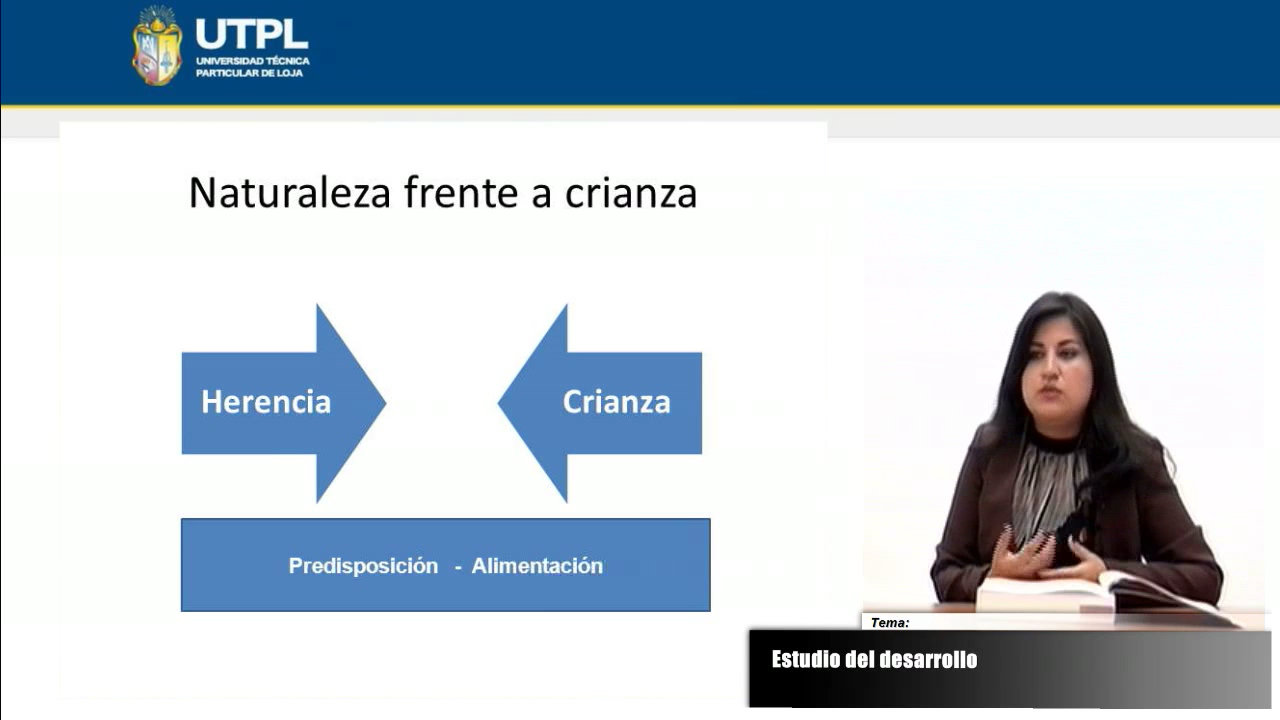 UTPL
UNIVERSIDAD TÉCNICA
PARTICULAR DE LOJA
Naturaleza frente a crianza
Herencia
Crianza
Predisposición - Alimentación
Tema:
Estudio del desarrollo